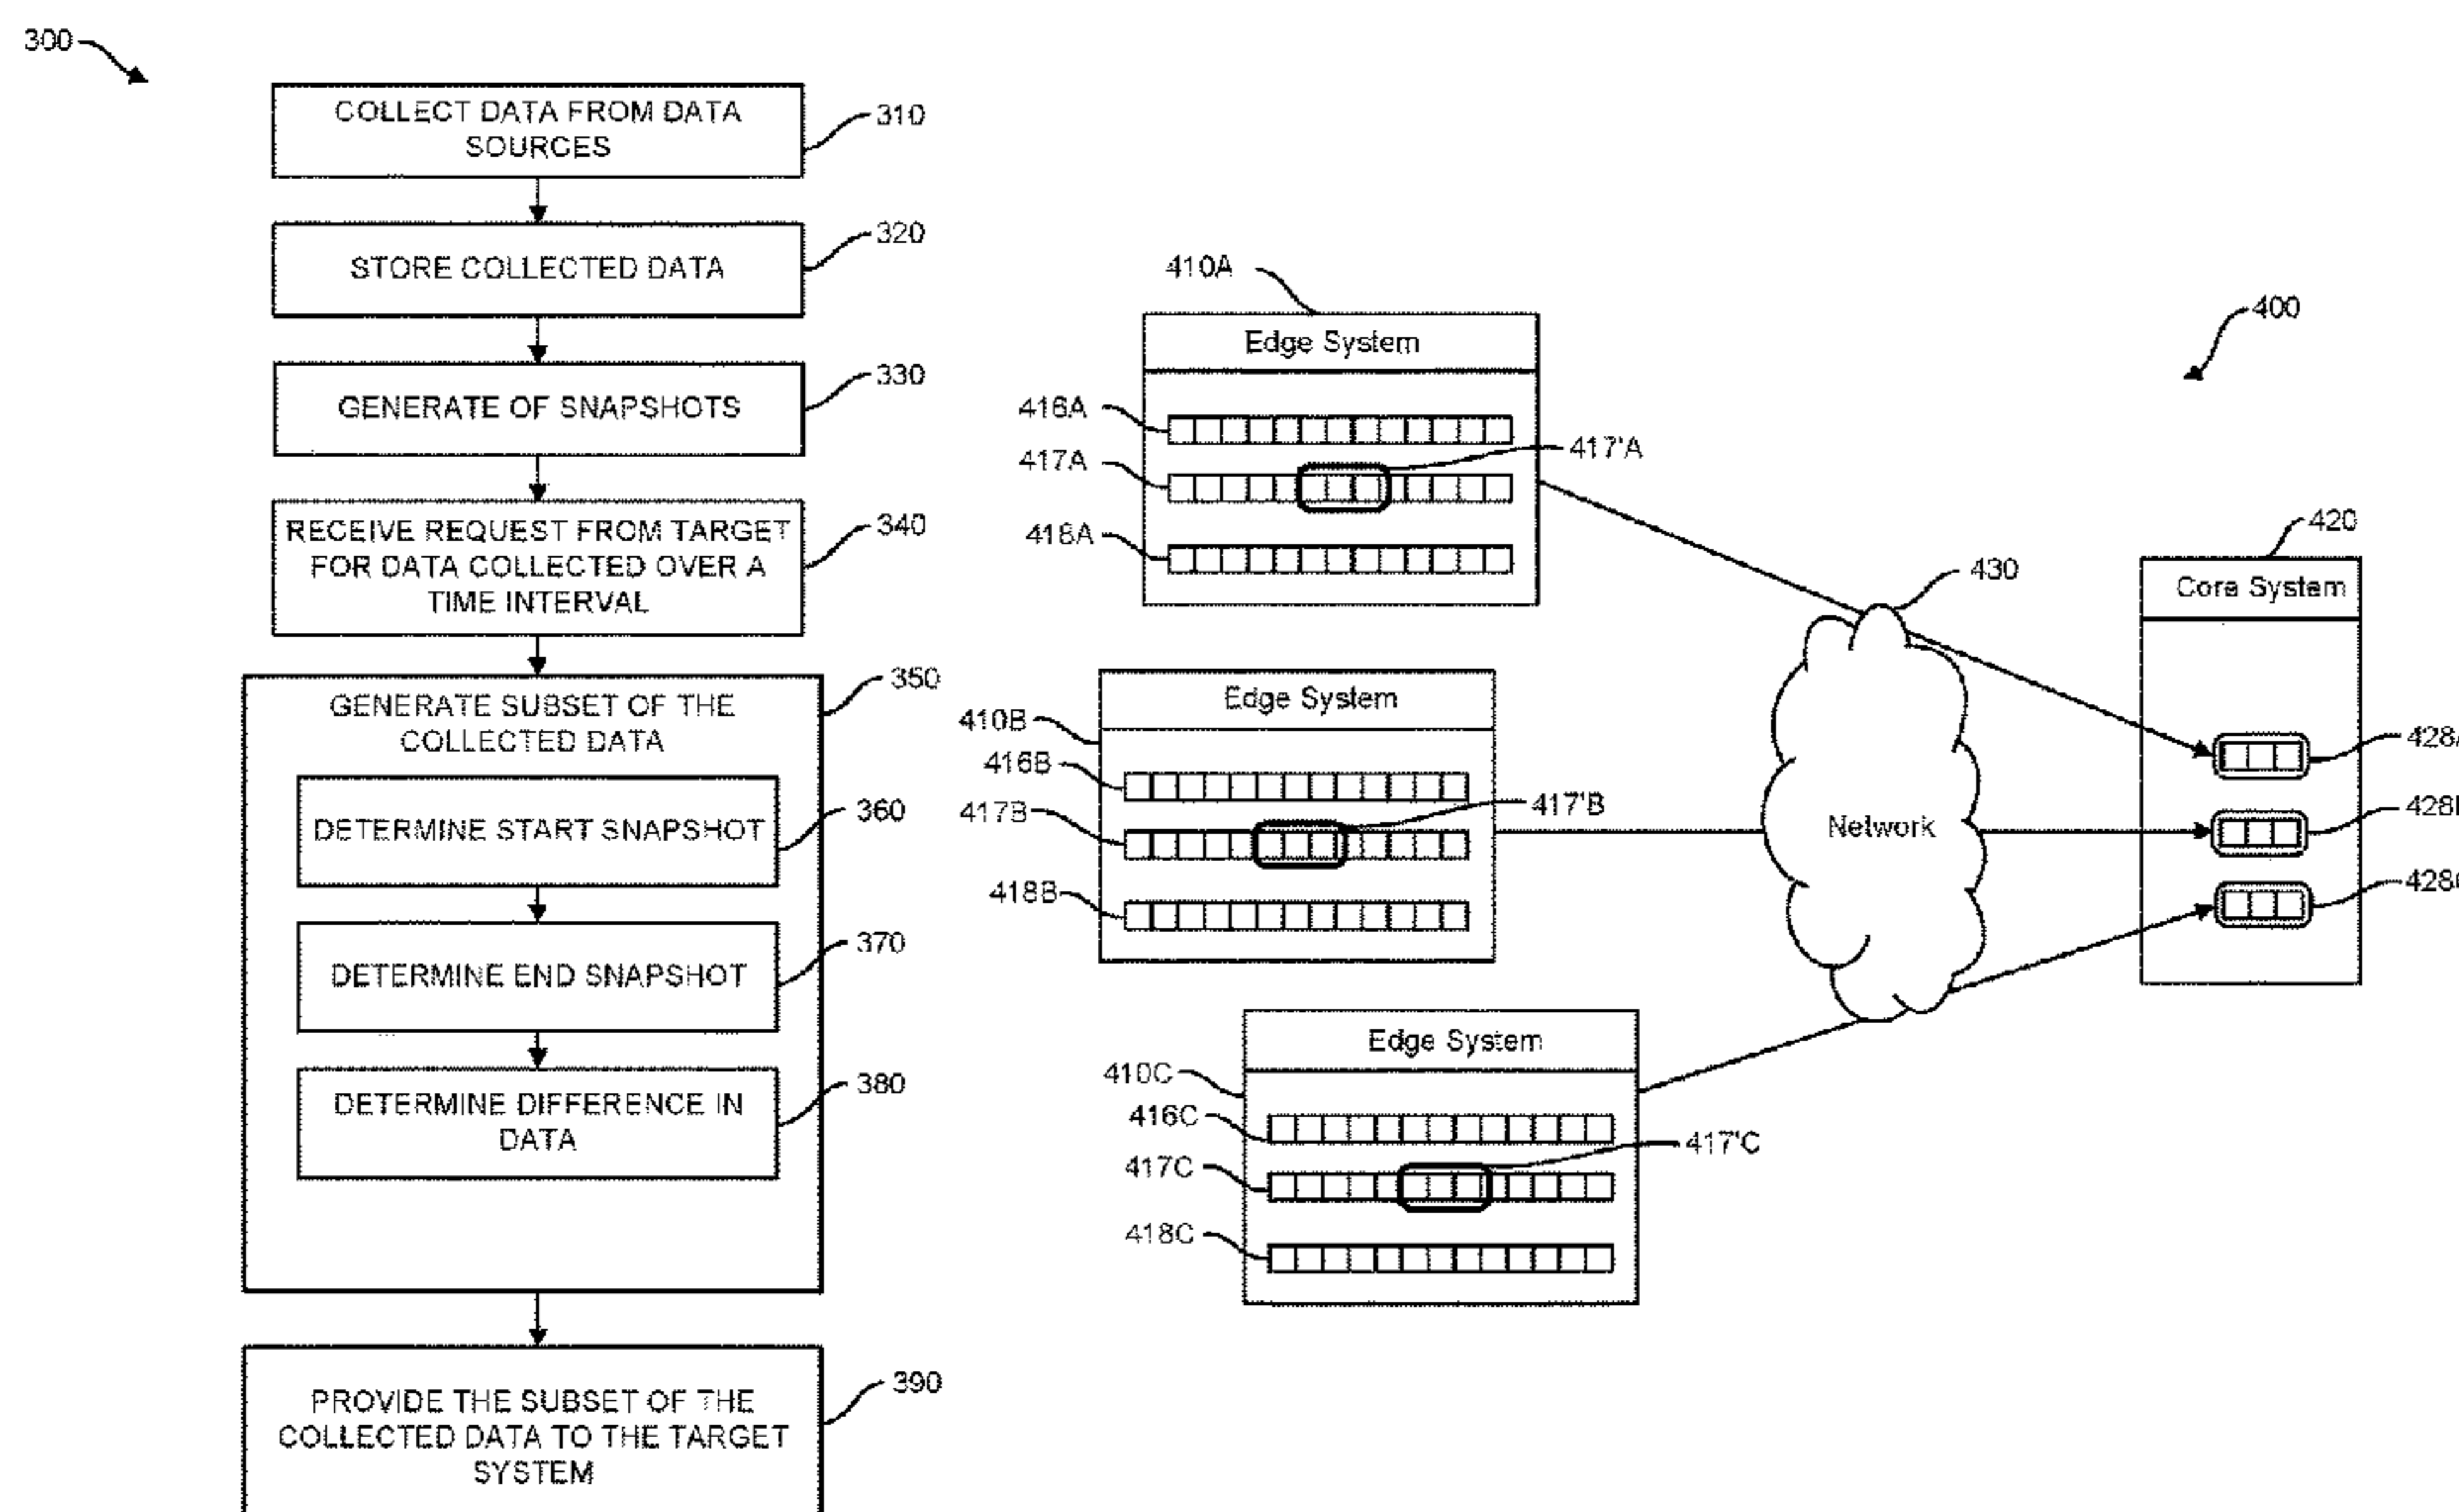 300
COLLECT DATA FROM DATA
SOURCES
310
STORE COLLECTED DATA
320
GENERATE OF SNAPSHOTS
330
RECEIVE REQUEST FROM TARGET
FOR DATA COLLECTED OVER A
TIME INTERVAL
340
GENERATE SUBSET OF THE
COLLECTED DATA
350
DETERMINE START SNAPSHOT
360
DETERMINE END SNAPSHOT
370
DETERMINE DIFFERENCE IN
DATA
380
PROVIDE THE SUBSET OF THE
COLLECTED DATA TO THE TARGET
SYSTEM
390
400
410A
Edge System
416A
417A
417'A
418A
410B
Edge System
416B
417B
417'B
418B
410C
Edge System
416C
417C
417'C
418C
430
Network
420
Core System
428A
428
428